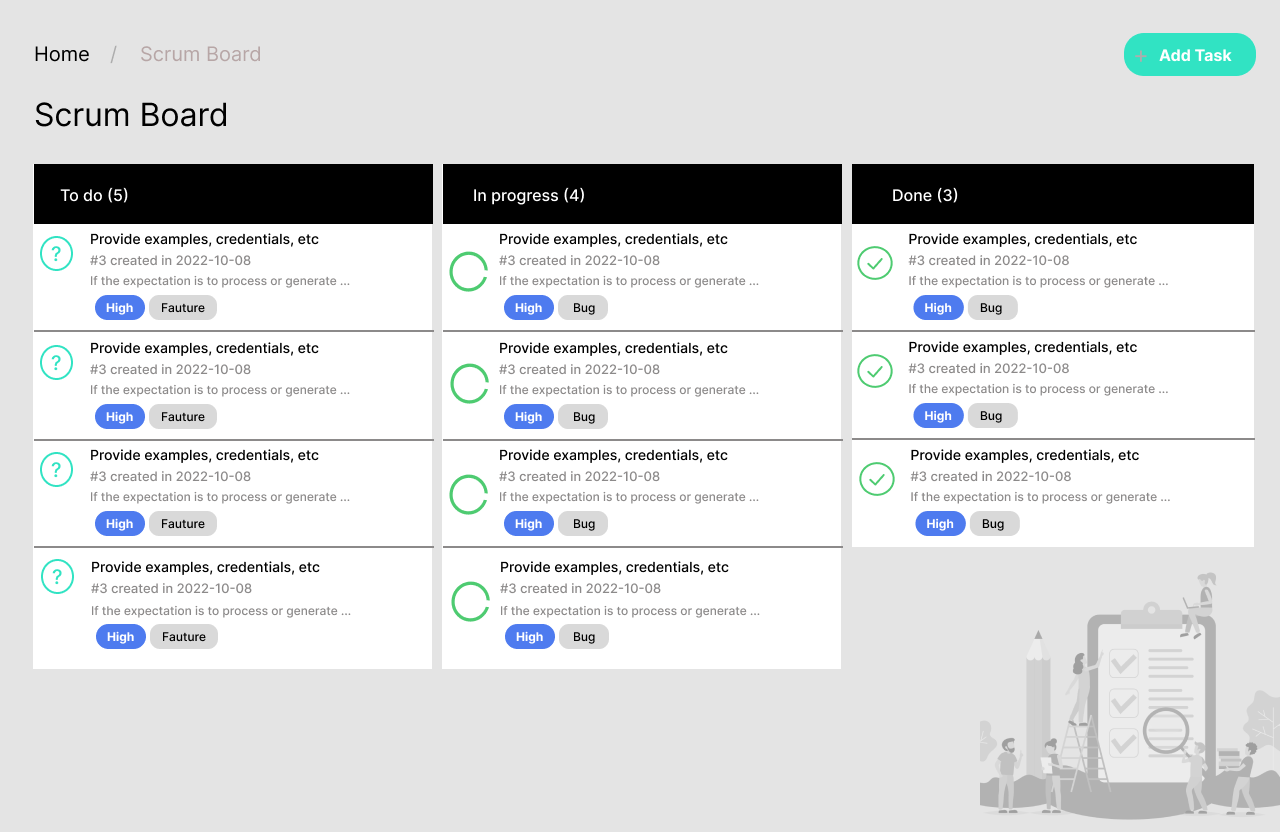 Home / Scrum Board
+ Add Task
Scrum Board
To do (5)
?
Provide examples, credentials, etc
#3 created in 2022-10-08
If the expectation is to process or generate ...
High Fauture
?
Provide examples, credentials, etc
#3 created in 2022-10-08
If the expectation is to process or generate ...
High Fauture
?
Provide examples, credentials, etc
#3 created in 2022-10-08
If the expectation is to process or generate ...
High Fauture
?
Provide examples, credentials, etc
#3 created in 2022-10-08
If the expectation is to process or generate ...
High Fauture
In progress (4)
Provide examples, credentials, etc
#3 created in 2022-10-08
If the expectation is to process or generate ...
High Bug
Provide examples, credentials, etc
#3 created in 2022-10-08
If the expectation is to process or generate ...
High Bug
Provide examples, credentials, etc
#3 created in 2022-10-08
If the expectation is to process or generate ...
High Bug
Provide examples, credentials, etc
#3 created in 2022-10-08
If the expectation is to process or generate ...
High Bug
Done (3)
Provide examples, credentials, etc
#3 created in 2022-10-08
If the expectation is to process or generate ...
High Bug
Provide examples, credentials, etc
#3 created in 2022-10-08
If the expectation is to process or generate ...
High Bug
Provide examples, credentials, etc
#3 created in 2022-10-08
If the expectation is to process or generate ...
High Bug